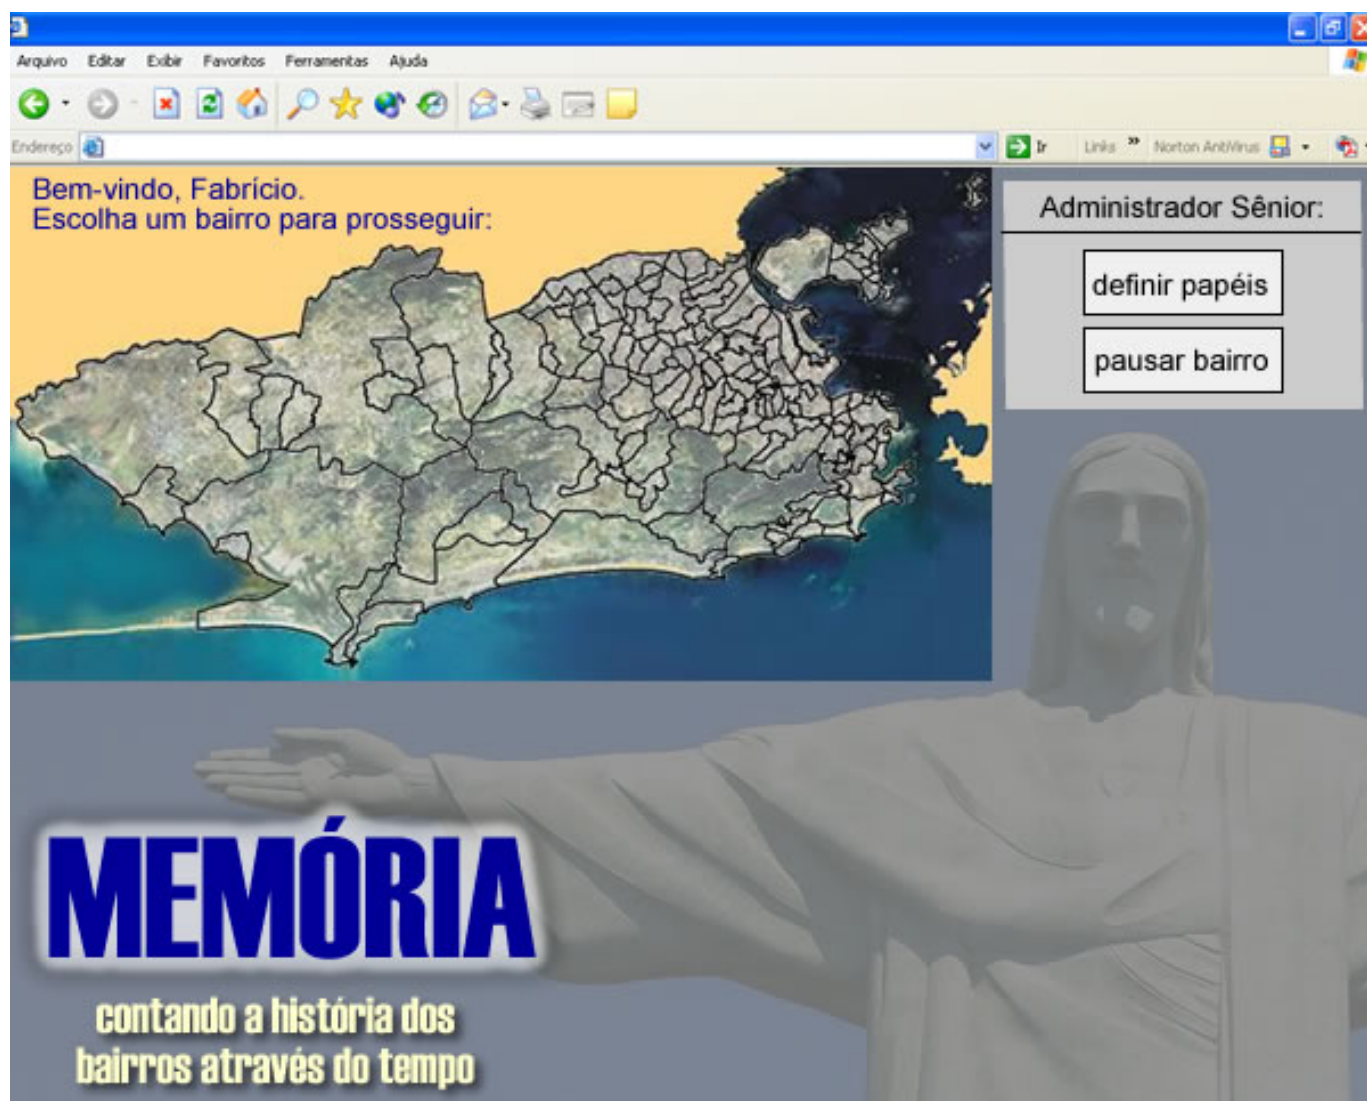 Arquivo Editar Exibir Favoritos Ferramentas Ajuda
Endereço Ir Links » Norton AntiVirus
Bem-vindo, Fabrício.
Escolha um bairro para prosseguir:
Administrador Sênior:
definir papéis
pausar bairro
MEMÓRIA
contando a história dos
bairros através do tempo